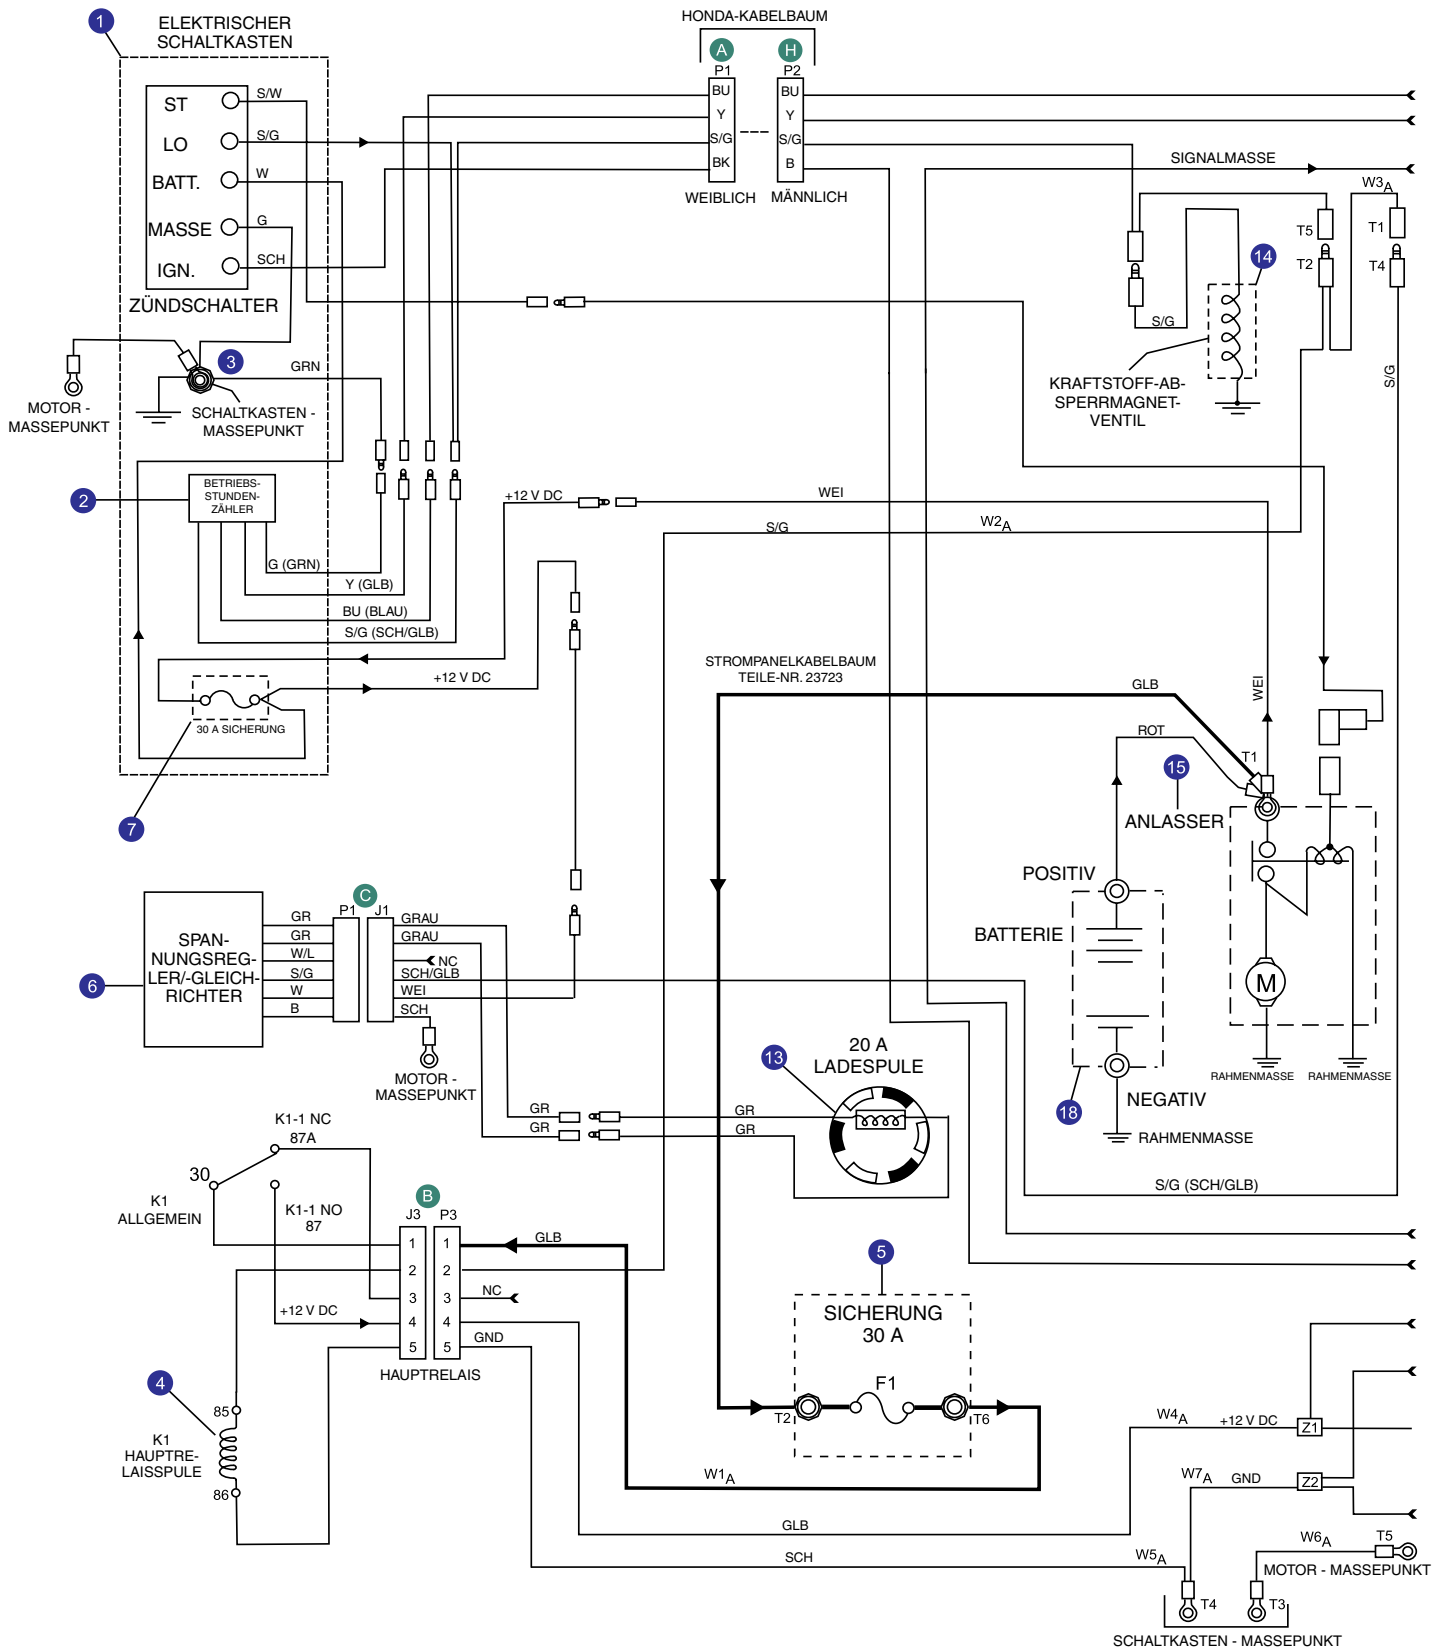 1
ELEKTRISCHER
SCHALTKASTEN
HONDA-KABELBAUM
A
H
P1
P2
BU
Y
S/G
BK
BU
Y
S/G
B
WEIBLICH
MÄNNLICH
ST
S/W
LO
S/G
BATT.
W
MASSE
G
IGN.
SCH
ZÜNDSCHALTER
SIGNALMASSE
W3A
T5
T1
T2
T4
14
S/G
S/G
KRAFTSTOFF-AB-
SPERRMAGNET-
VENTIL
3
GRN
MOTOR -
MASSEPUNKT
SCHALTKASTEN -
MASSEPUNKT
2
BETRIEBS-
STUNDEN-
ZÄHLER
+12 V DC
WEI
S/G
W2A
G (GRN)
Y (GLB)
BU (BLAU)
S/G (SCH/GLB)
+12 V DC
30 A SICHERUNG
7
STROMPANELKABELBAUM
TEILE-NR. 23723
GLB
WEI
ROT
T1
15
ANLASSER
POSITIV
BATTERIE
M
RAHMENMASSE
RAHMENMASSE
18
NEGATIV
RAHMENMASSE
6
SPAN-
NUNGSREG-
LER/-GLEICH-
RICHTER
C
P1
J1
GR
GR
W/L
S/G
W
B
GRAU
GRAU
NC
SCH/GLB
WEI
SCH
MOTOR -
MASSEPUNKT
13
20 A
LADESPULE
GR
GR
GR
GR
S/G (SCH/GLB)
K1-1 NC
87A
30
K1
ALLGEMEIN
K1-1 NO
87
B
J3
P3
1
2
3
4
5
1
2
3
4
5
GLB
NC
+12 V DC
GND
HAUPTRELAIS
4
85
K1
HAUPTRE-
LAISSPULE
86
5
SICHERUNG
30 A
F1
T2
T6
W1A
GLB
SCH
W4A
+12 V DC
Z1
W7A
GND
Z2
W5A
W6A
T5
MOTOR - MASSEPUNKT
T4
T3
SCHALTKASTEN - MASSEPUNKT